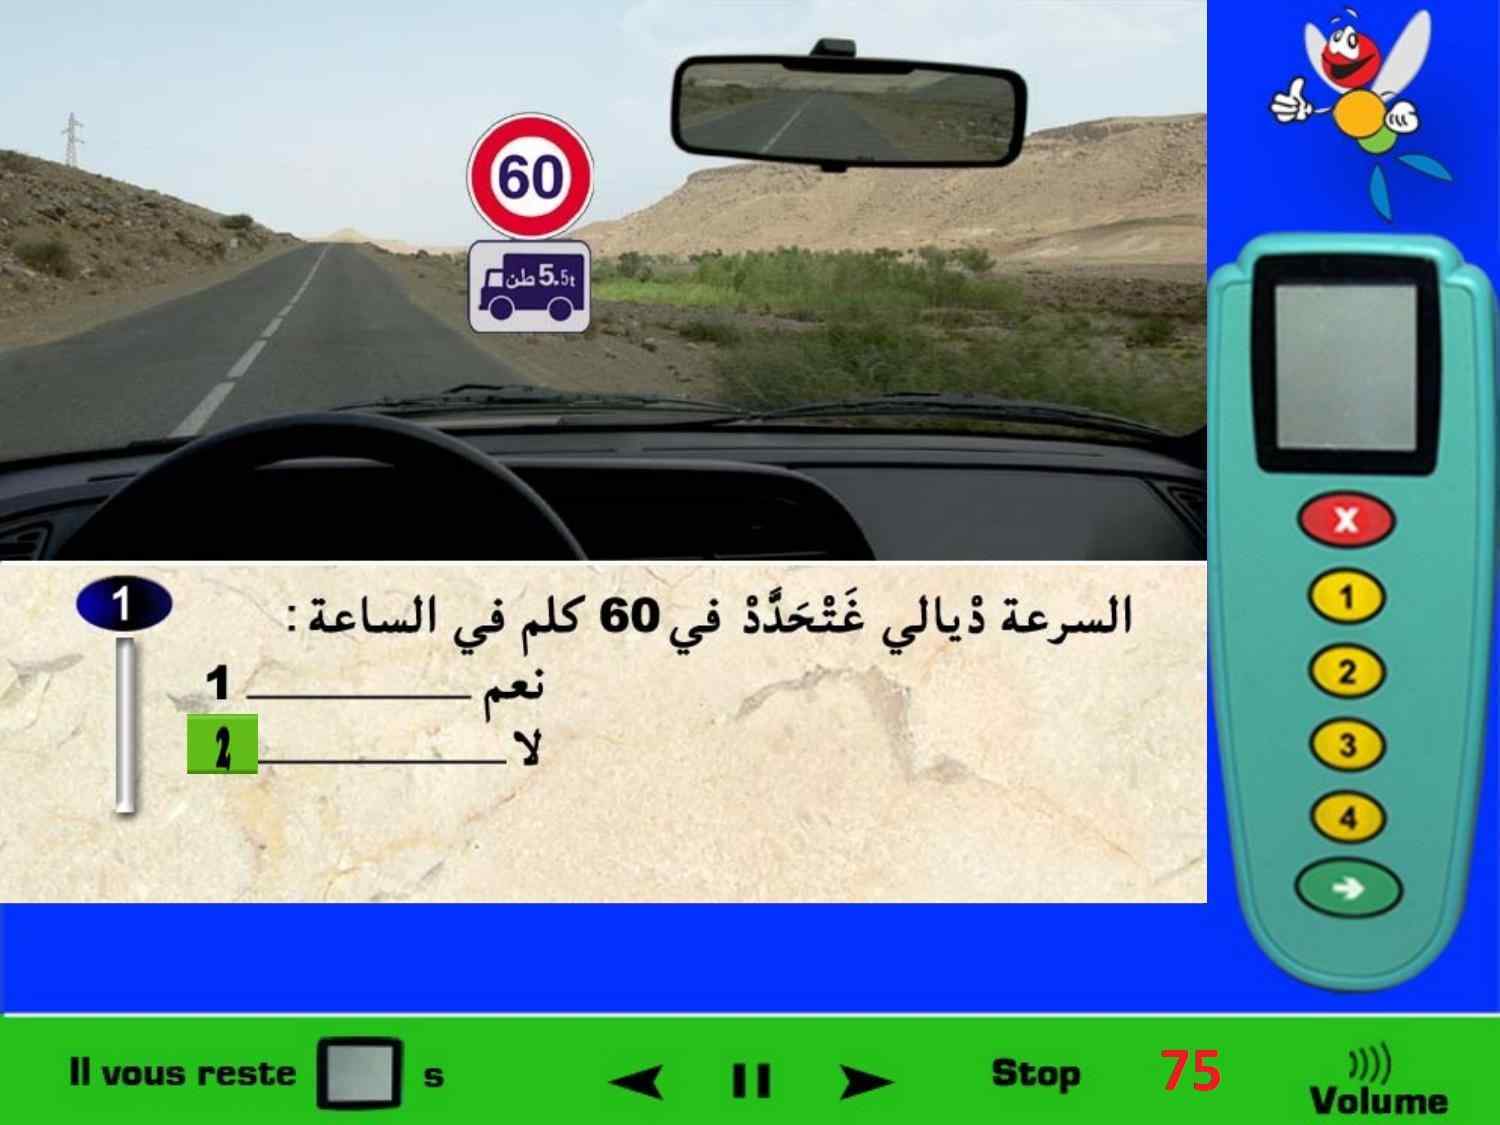 60
5.5t طن
1
السرعة دْيالي غَتْحَدَّدْ في 60 كلم في الساعة :
نعم 1
لا 2
X
1
2
3
4
Il vous reste s
Stop
75
Volume